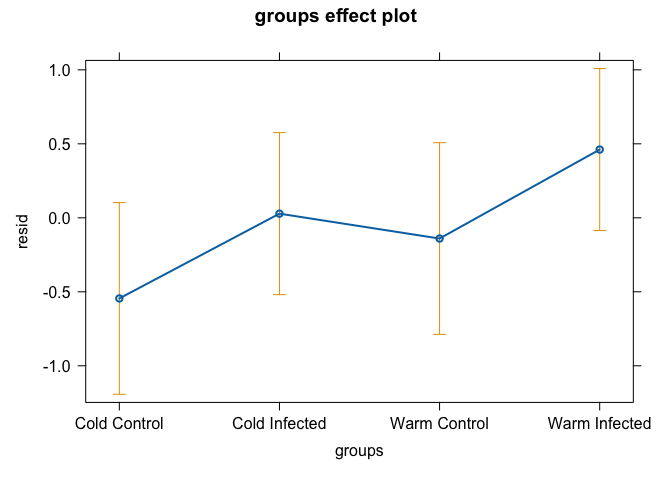 groups effect plot
1.0
0.5
0.0
-0.5
-1.0
resid
Cold Control Cold Infected Warm Control Warm Infected
groups